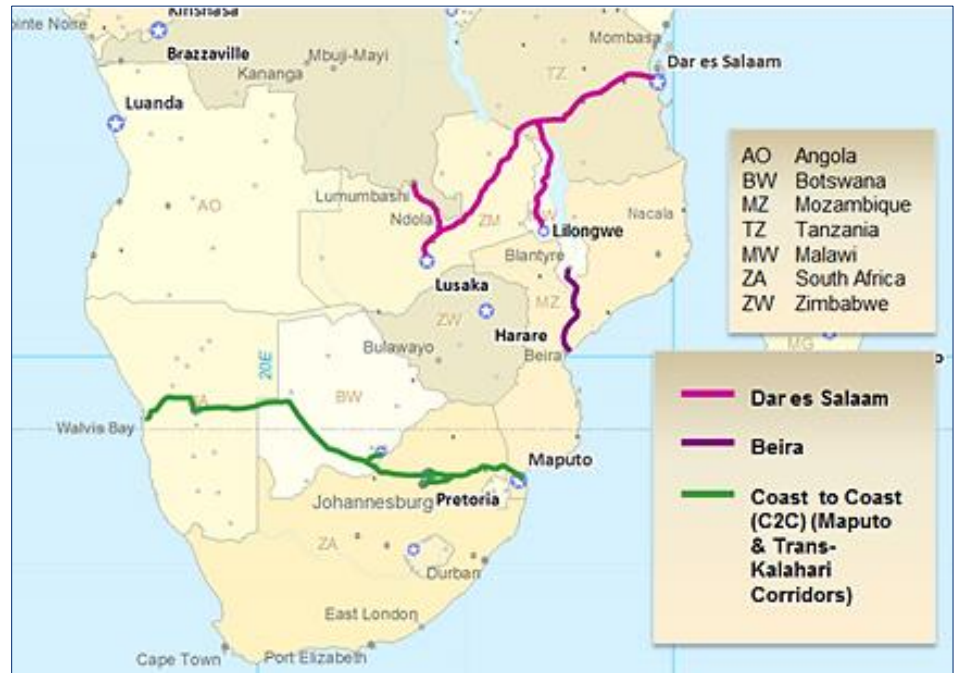 Kinshasa
ointe Noire
Mombasa
Brazzaville
Mbuji-Mayi
Dar es Salaam
Kananga
TZ
Luanda
AO Angola
BW Botswana
MZ Mozambique
TZ Tanzania
MW Malawi
ZA South Africa
ZW Zimbabwe
Lumumbashi
AO
Ndola
ZM
Nacala
Lilongwe
Blantyre
Lusaka
MZ
ZW
Harare
Bulawayo
Beira
MG
20E
BW
Dar es Salaam
Walvis Bay
Beira
Maputo
Johannesburg
Pretoria
Coast to Coast
(C2C) (Maputo
& Trans-
Kalahari
Corridors)
ZA
Durban
East London
Cape Town
Port Elizabeth